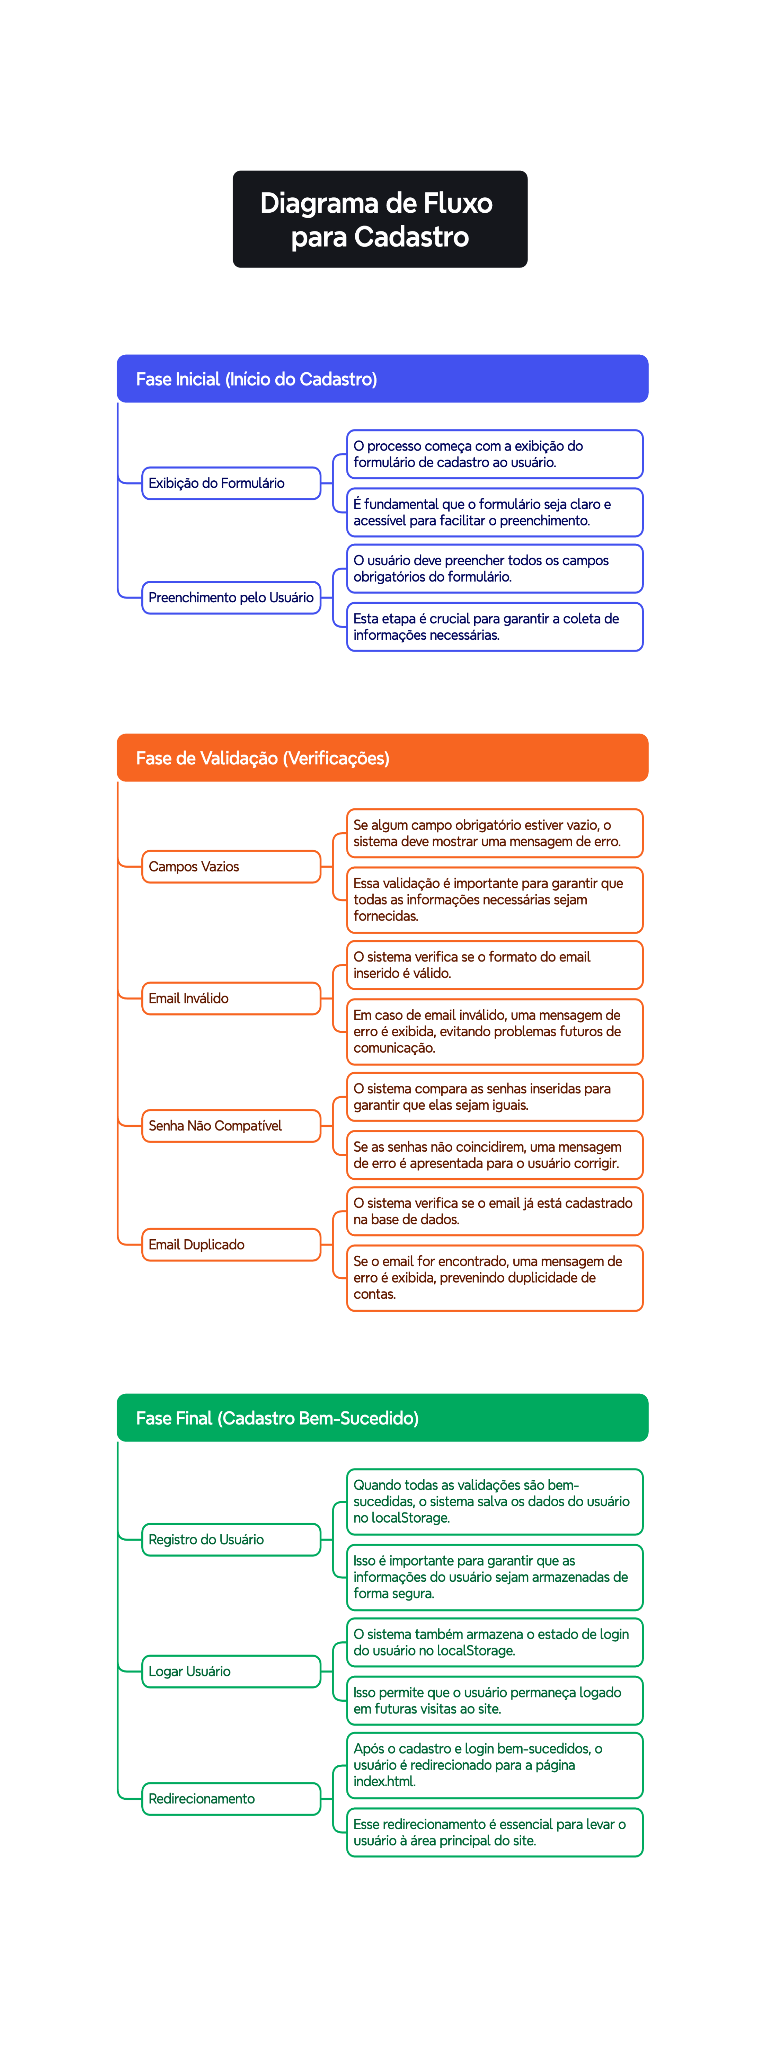 Diagrama de Fluxo
para Cadastro
Fase Inicial (Início do Cadastro)
Exibição do Formulário
O processo começa com a exibição do
formulário de cadastro ao usuário.
É fundamental que o formulário seja claro e
acessível para facilitar o preenchimento.
Preenchimento pelo Usuário
O usuário deve preencher todos os campos
obrigatórios do formulário.
Esta etapa é crucial para garantir a coleta de
informações necessárias.
Fase de Validação (Verificações)
Campos Vazios
Se algum campo obrigatório estiver vazio, o
sistema deve mostrar uma mensagem de erro.
Essa validação é importante para garantir que
todas as informações necessárias sejam
fornecidas.
Email Inválido
O sistema verifica se o formato do email
inserido é válido.
Em caso de email inválido, uma mensagem de
erro é exibida, evitando problemas futuros de
comunicação.
Senha Não Compatível
O sistema compara as senhas inseridas para
garantir que elas sejam iguais.
Se as senhas não coincidirem, uma mensagem
de erro é apresentada para o usuário corrigir.
Email Duplicado
O sistema verifica se o email já está cadastrado
na base de dados.
Se o email for encontrado, uma mensagem de
erro é exibida, prevenindo duplicidade de
contas.
Fase Final (Cadastro Bem-Sucedido)
Registro do Usuário
Quando todas as validações são bem-
sucedidas, o sistema salva os dados do usuário
no localStorage.
Isso é importante para garantir que as
informações do usuário sejam armazenadas de
forma segura.
Logar Usuário
O sistema também armazena o estado de login
do usuário no localStorage.
Isso permite que o usuário permaneça logado
em futuras visitas ao site.
Redirecionamento
Após o cadastro e login bem-sucedidos, o
usuário é redirecionado para a página
index.html.
Esse redirecionamento é essencial para levar o
usuário à área principal do site.